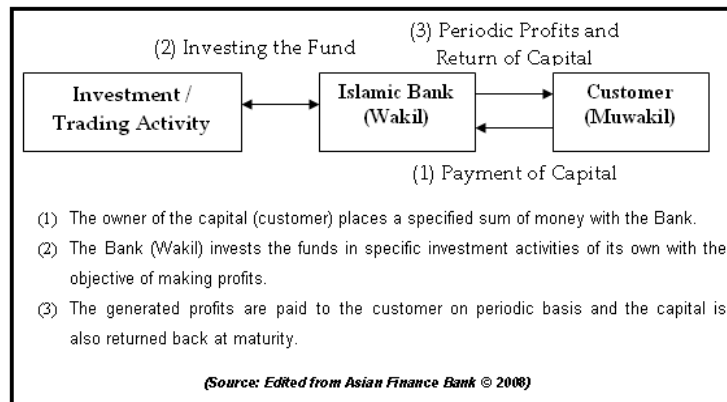 (3) Periodic Profits and
(2) Investing the Fund
Return of Capital
Investment /
Trading Activity
Islamic Bank
(Wakil)
Customer
(Muwakil)
(1) Payment of Capital
(1) The owner of the capital (customer) places a specified sum of money with the Bank.
(2) The Bank (Wakil) invests the funds in specific investment activities of its own with the
objective of making profits.
(3) The generated profits are paid to the customer on periodic basis and the capital is
also returned back at maturity.
(Source: Edited from Asian Finance Bank © 2008)